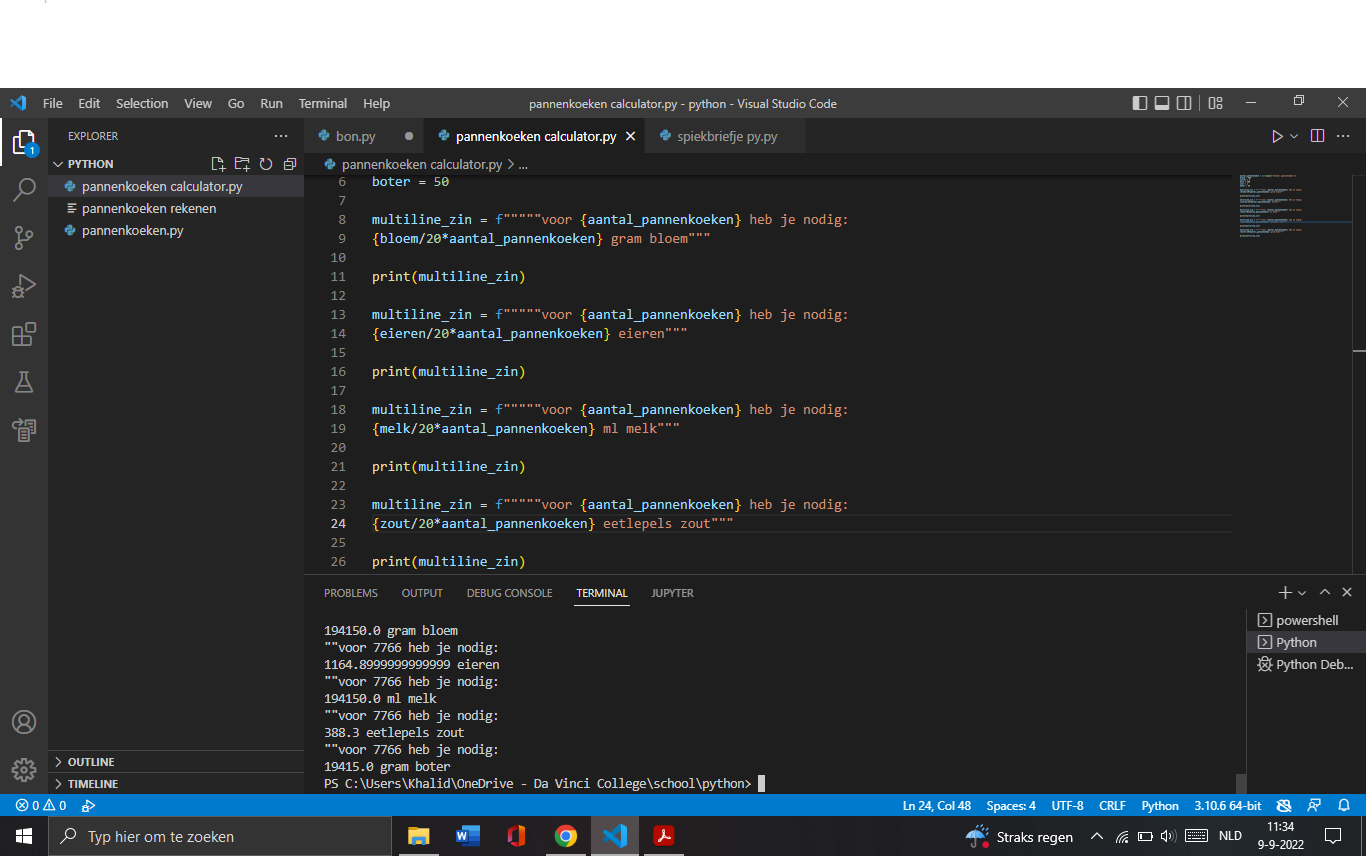 File Edit Selection View Go Run Terminal Help pannenkoeken calculator.py - python - Visual Studio Code
EXPLORER
bon.py pannenkoeken calculator.py spiekbriefje py.py
PYTHON
pannenkoeken calculator.py > ...
pannenkoeken calculator.py
pannenkoeken rekenen
pannenkoeken.py
1
6 boter = 50
7
8 multiline_zin = f"""""voor {aantal_pannenkoeken} heb je nodig:
9 {bloem/20*aantal_pannenkoeken} gram bloem"""
10
11 print(multiline_zin)
12
13 multiline_zin = f"""""voor {aantal_pannenkoeken} heb je nodig:
14 {eieren/20*aantal_pannenkoeken} eieren"""
15
16 print(multiline_zin)
17
18 multiline_zin = f"""""voor {aantal_pannenkoeken} heb je nodig:
19 {melk/20*aantal_pannenkoeken} ml melk"""
20
21 print(multiline_zin)
22
23 multiline_zin = f"""""voor {aantal_pannenkoeken} heb je nodig:
24 {zout/20*aantal_pannenkoeken} eetlepels zout"""
25
26 print(multiline_zin)
PROBLEMS OUTPUT DEBUG CONSOLE TERMINAL JUPYTER
194150.0 gram bloem
""voor 7766 heb je nodig:
1164.8999999999999 eieren
""voor 7766 heb je nodig:
194150.0 ml melk
""voor 7766 heb je nodig:
388.3 eetlepels zout
""voor 7766 heb je nodig:
19415.0 gram boter
PS C:\Users\Khalid\OneDrive - Da Vinci College\school\python>
powershell
Python
Python Deb...
OUTLINE
TIMELINE
0 0 Ln 24, Col 48 Spaces: 4 UTF-8 CRLF Python 3.10.6 64-bit
Typ hier om te zoeken Straks regen NLD 11:34
9-9-2022